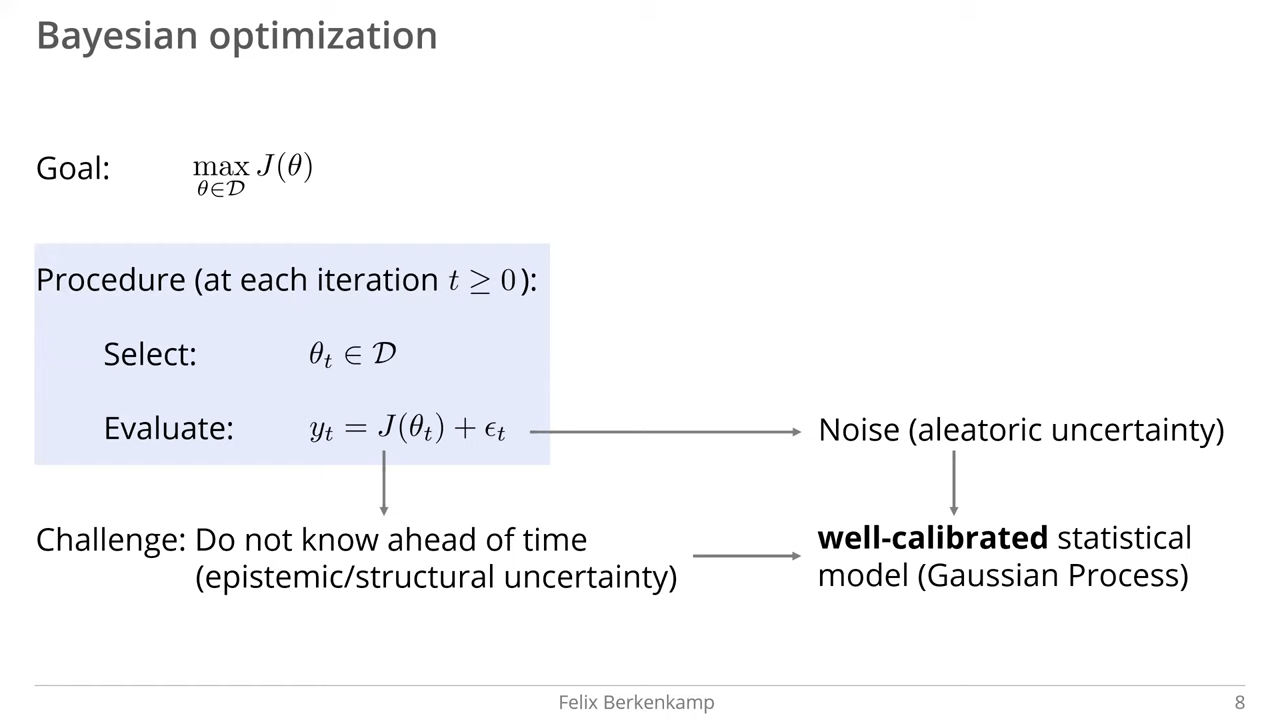 Bayesian optimization
Goal: max J(θ)
θ∈𝒟
Procedure (at each iteration t ≥ 0):
Select: θₜ ∈ 𝒟
Evaluate: yₜ = J(θₜ) + ϵₜ
Noise (aleatoric uncertainty)
Challenge: Do not know ahead of time
(epistemic/structural uncertainty)
well-calibrated statistical
model (Gaussian Process)
Felix Berkenkamp
8